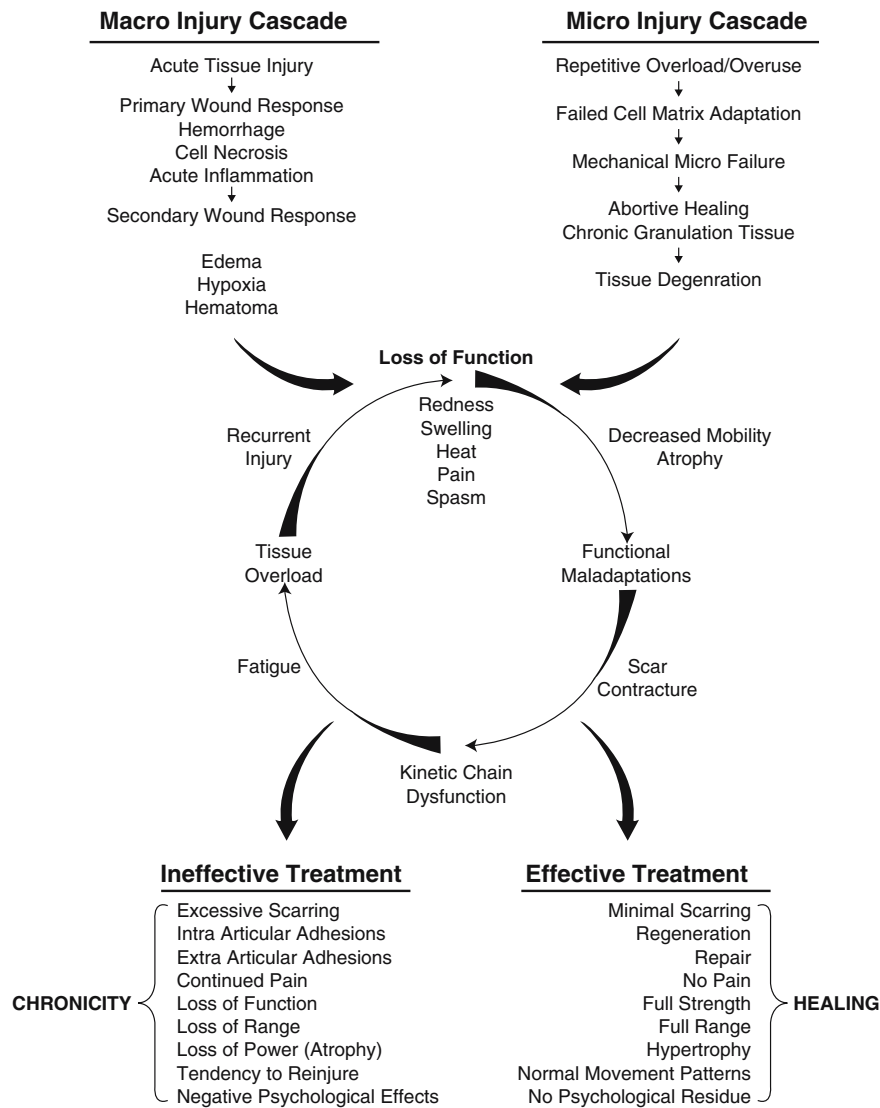 Macro Injury Cascade
Acute Tissue Injury
Primary Wound Response
Hemorrhage
Cell Necrosis
Acute Inflammation
Secondary Wound Response
Edema
Hypoxia
Hematoma
Micro Injury Cascade
Repetitive Overload/Overuse
Failed Cell Matrix Adaptation
Mechanical Micro Failure
Abortive Healing
Chronic Granulation Tissue
Tissue Degenration
Loss of Function
Redness
Swelling
Heat
Pain
Spasm
Decreased Mobility
Atrophy
Functional
Maladaptations
Scar
Contracture
Kinetic Chain
Dysfunction
Fatigue
Tissue
Overload
Recurrent
Injury
Ineffective Treatment
CHRONICITY
Excessive Scarring
Intra Articular Adhesions
Extra Articular Adhesions
Continued Pain
Loss of Function
Loss of Range
Loss of Power (Atrophy)
Tendency to Reinjure
Negative Psychological Effects
Effective Treatment
Minimal Scarring
Regeneration
Repair
No Pain
Full Strength
Full Range
Hypertrophy
Normal Movement Patterns
No Psychological Residue
HEALING